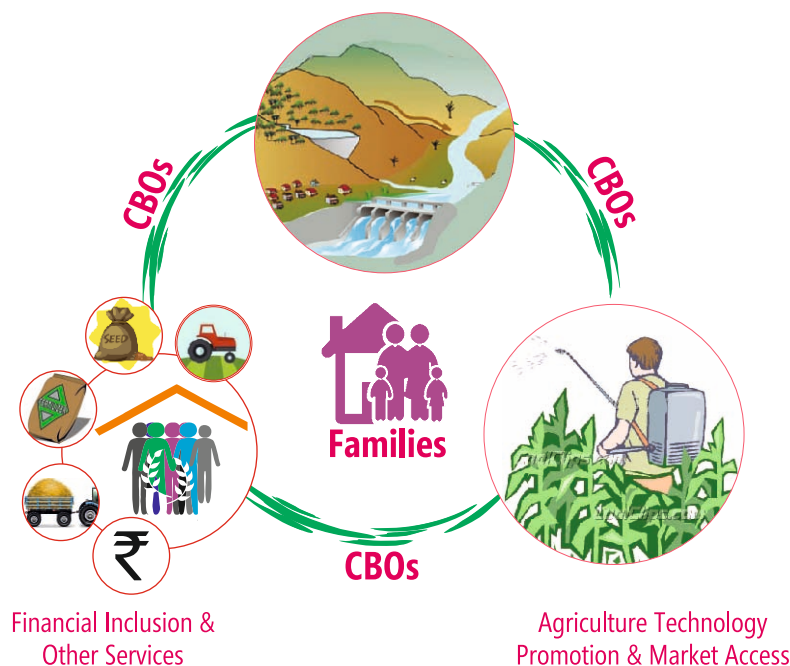 CBOs
CBOs
SEED
₹
Families
CBOs
Financial Inclusion &
Other Services
Agriculture Technology
Promotion & Market Access